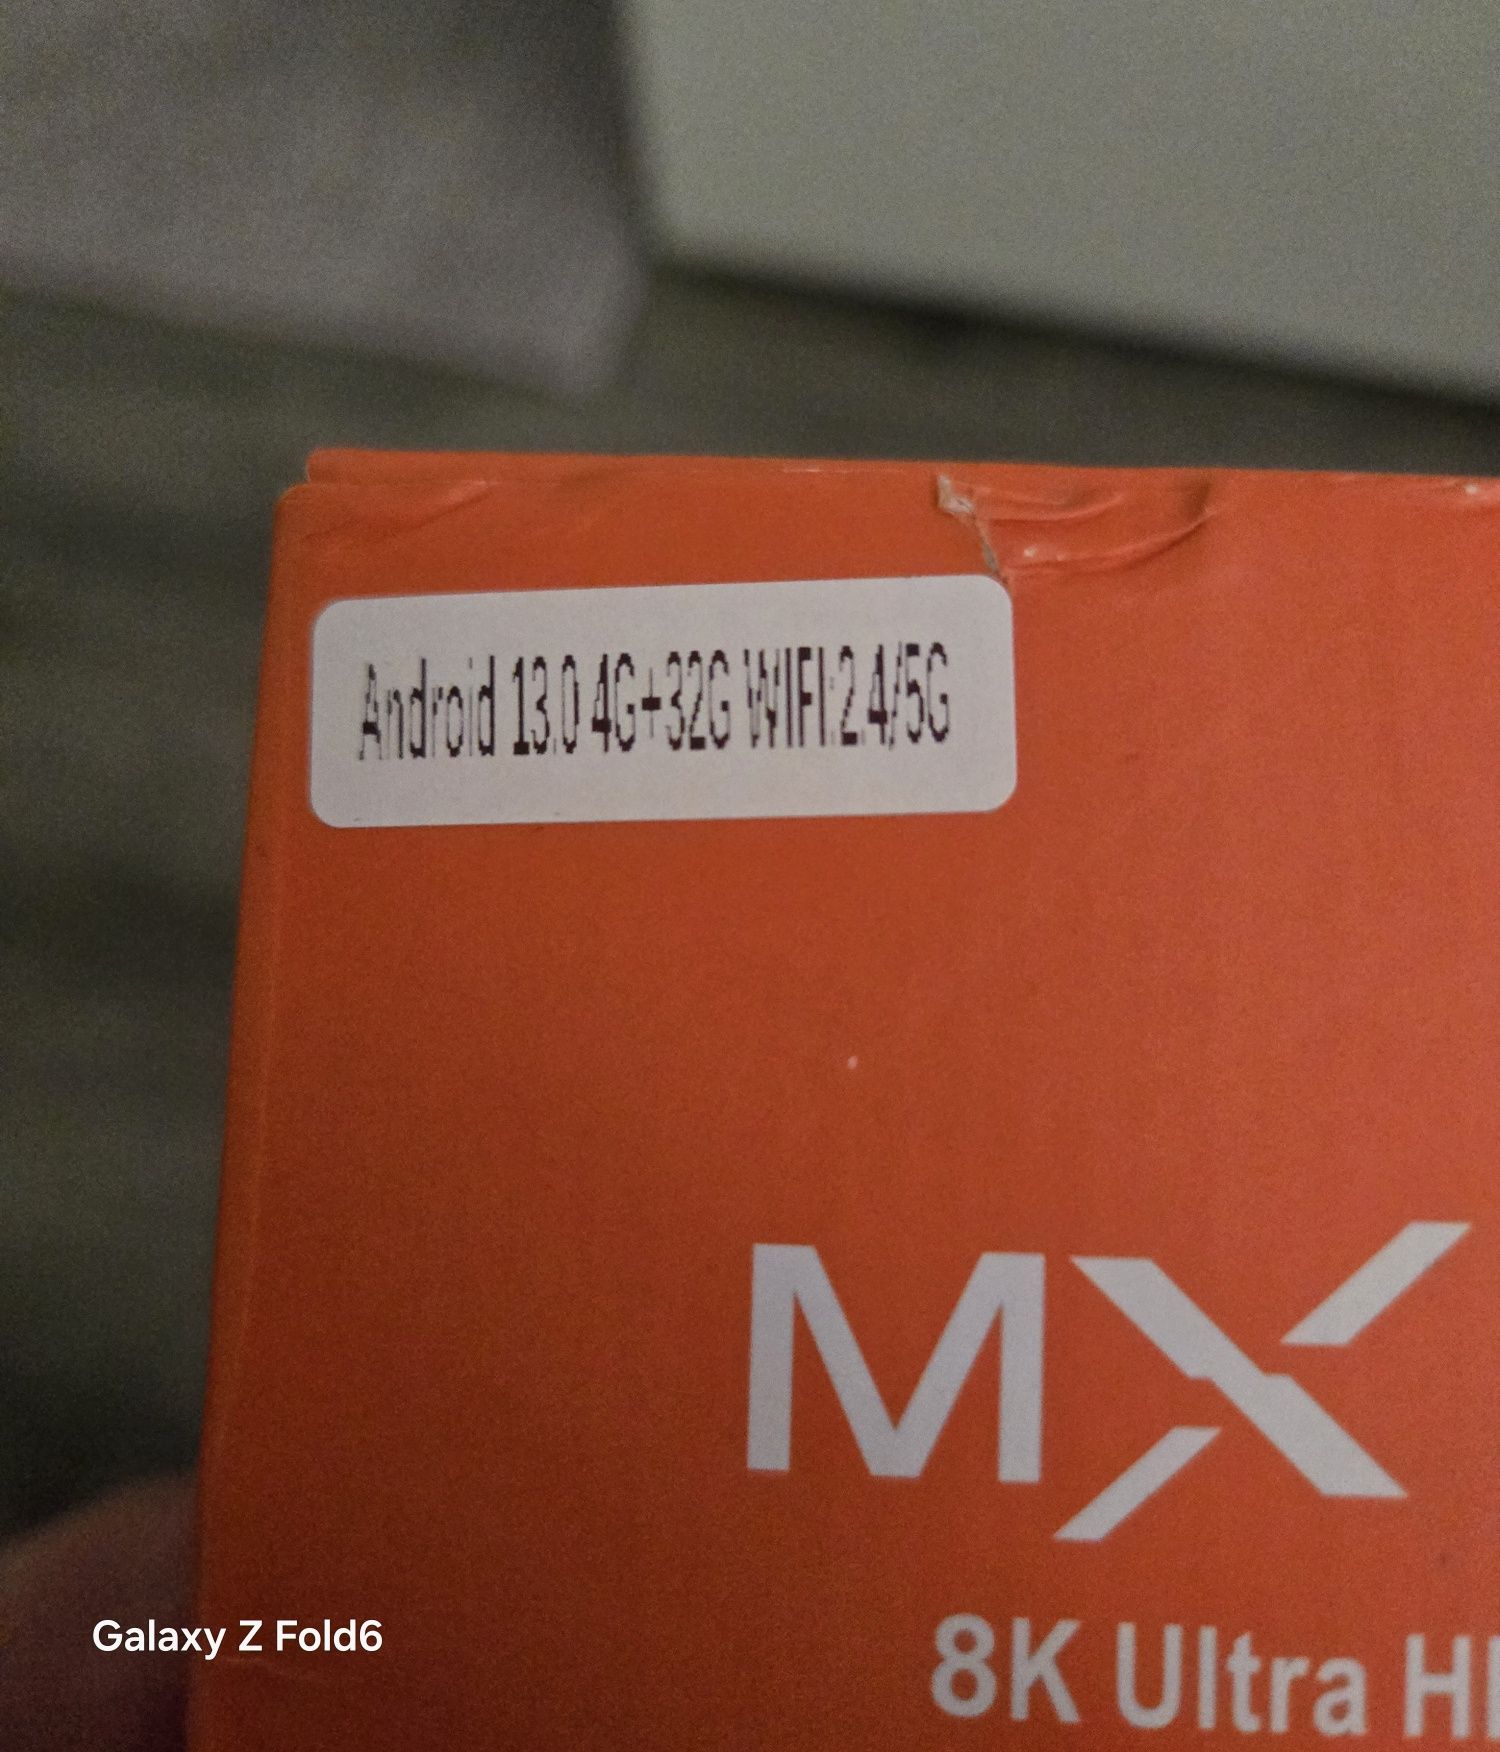 Android 13.0 4G+32G WIFI:2.4/5G
MX
8K Ultra
Galaxy Z Fold6